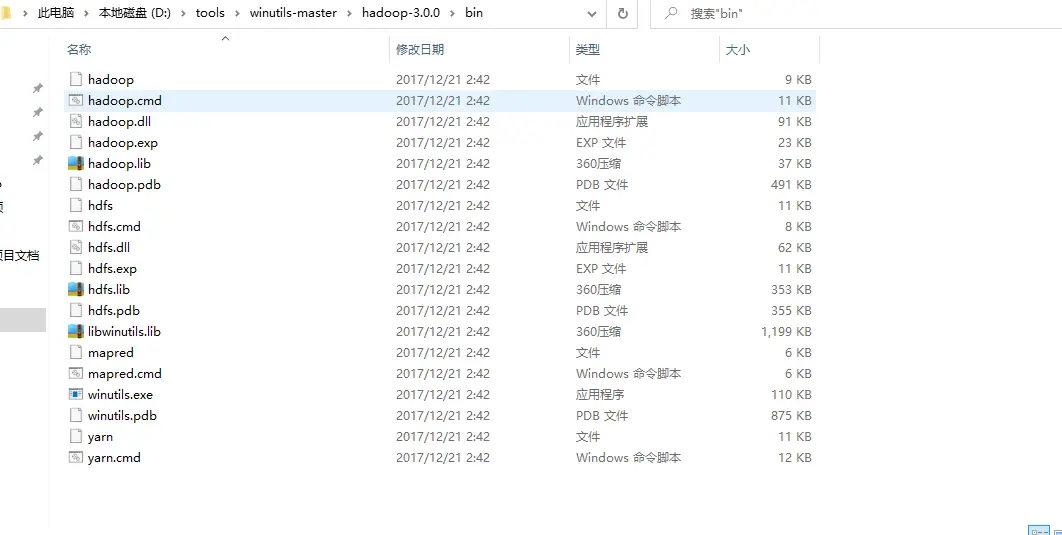 此电脑 › 本地磁盘 (D:) › tools › winutils-master › hadoop-3.0.0 › bin 搜索"bin"
名称 修改日期 类型 大小
hadoop 2017/12/21 2:42 文件 9 KB
hadoop.cmd 2017/12/21 2:42 Windows 命令脚本 11 KB
hadoop.dll 2017/12/21 2:42 应用程序扩展 91 KB
hadoop.exp 2017/12/21 2:42 EXP 文件 23 KB
hadoop.lib 2017/12/21 2:42 360压缩 37 KB
hadoop.pdb 2017/12/21 2:42 PDB 文件 491 KB
hdfs 2017/12/21 2:42 文件 11 KB
hdfs.cmd 2017/12/21 2:42 Windows 命令脚本 8 KB
hdfs.dll 2017/12/21 2:42 应用程序扩展 62 KB
项目文档
hdfs.exp 2017/12/21 2:42 EXP 文件 11 KB
hdfs.lib 2017/12/21 2:42 360压缩 353 KB
hdfs.pdb 2017/12/21 2:42 PDB 文件 355 KB
libwinutils.lib 2017/12/21 2:42 360压缩 1,199 KB
mapred 2017/12/21 2:42 文件 6 KB
mapred.cmd 2017/12/21 2:42 Windows 命令脚本 6 KB
winutils.exe 2017/12/21 2:42 应用程序 110 KB
winutils.pdb 2017/12/21 2:42 PDB 文件 875 KB
yarn 2017/12/21 2:42 文件 11 KB
yarn.cmd 2017/12/21 2:42 Windows 命令脚本 12 KB